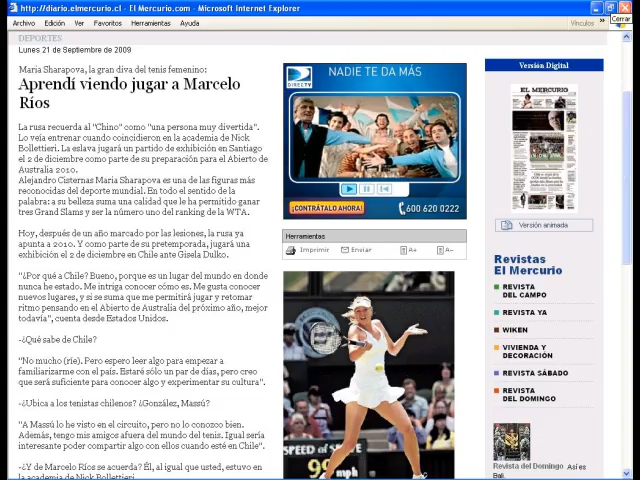 http://diario.elmercurio.cl - El Mercurio.com - Microsoft Internet Explorer
Archivo Edición Ver Favoritos Herramientas Ayuda
Vínculos »
Cerrar
DEPORTES
Lunes 21 de Septiembre de 2009
Maria Sharapova, la gran diva del tenis femenino:
Aprendí viendo jugar a Marcelo
Ríos
La rusa recuerda al "Chino" como "una persona muy divertida".
Lo veía entrenar cuando coincidieron en la academia de Nick
Bollettieri. La eslava jugará un partido de exhibición en Santiago
el 2 de diciembre como parte de su preparación para el Abierto de
Australia 2010.
Alejandro Cisternas Maria Sharapova es una de las figuras más
reconocidas del deporte mundial. En todo el sentido de la
palabra: a su belleza suma una calidad que le ha permitido ganar
tres Grand Slams y ser la número uno del ranking de la WTA.
Hoy, después de un año marcado por las lesiones, la rusa ya
apunta a 2010. Y como parte de su pretemporada, jugará una
exhibición el 2 de diciembre en Chile ante Gisela Dulko.
"¿Por qué a Chile? Bueno, porque es un lugar del mundo en donde
nunca he estado. Me intriga conocer cómo es. Me gusta conocer
nuevos lugares, y si se suma que me permitirá jugar y retomar
ritmo pensando en el Abierto de Australia del próximo año, mejor
todavía", cuenta desde Estados Unidos.
-¿Qué sabe de Chile?
"No mucho (ríe). Pero espero leer algo para empezar a
familiarizarme con el país. Estaré sólo un par de días, pero creo
que será suficiente para conocer algo y experimentar su cultura".
-¿Ubica a los tenistas chilenos? ¿González, Massú?
"A Massú lo he visto en el circuito, pero no lo conozco bien.
Además, tengo mis amigos afuera del mundo del tenis. Igual sería
interesante poder compartir algo con ellos cuando esté en Chile".
-¿Y de Marcelo Ríos se acuerda? Él, al igual que usted, estuvo en
la academia de Nick Bollettieri.
DIRECTV
NADIE TE DA MÁS
¡CONTRÁTALO AHORA!
600 620 0222
Herramientas
Imprimir
Enviar
A+
A-
SPEED OF SERVE
mph
Versión Digital
EL MERCURIO
Versión animada
Revistas
El Mercurio
REVISTA
DEL CAMPO
REVISTA YA
WIKEN
VIVIENDA Y
DECORACIÓN
REVISTA SÁBADO
REVISTA
DEL DOMINGO
Revista del Domingo Así es
Bali,